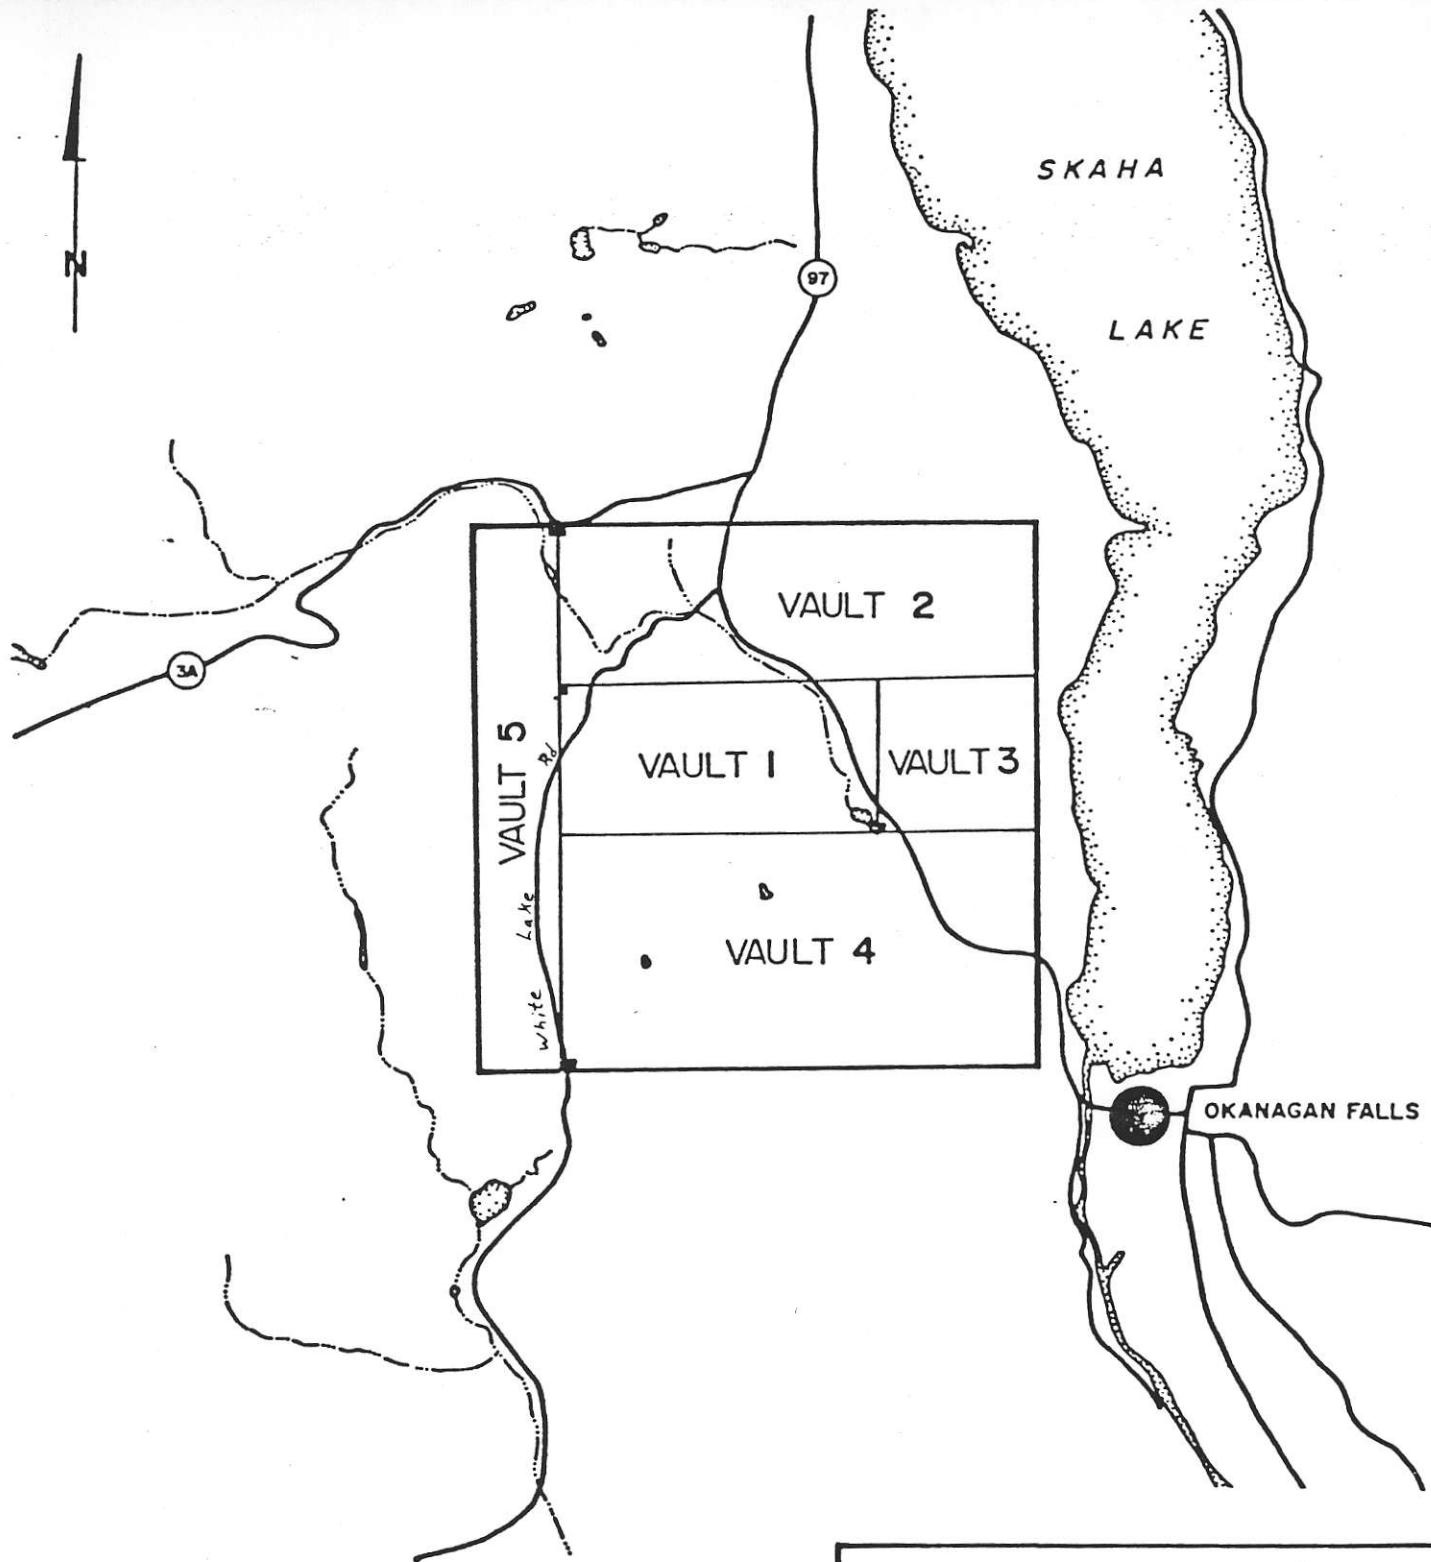 SKAHA
N
97
LAKE
VAULT 2
3A
VAULT 5
VAULT 1
VAULT 3
White Lake Rd
VAULT 4
OKANAGAN FALLS